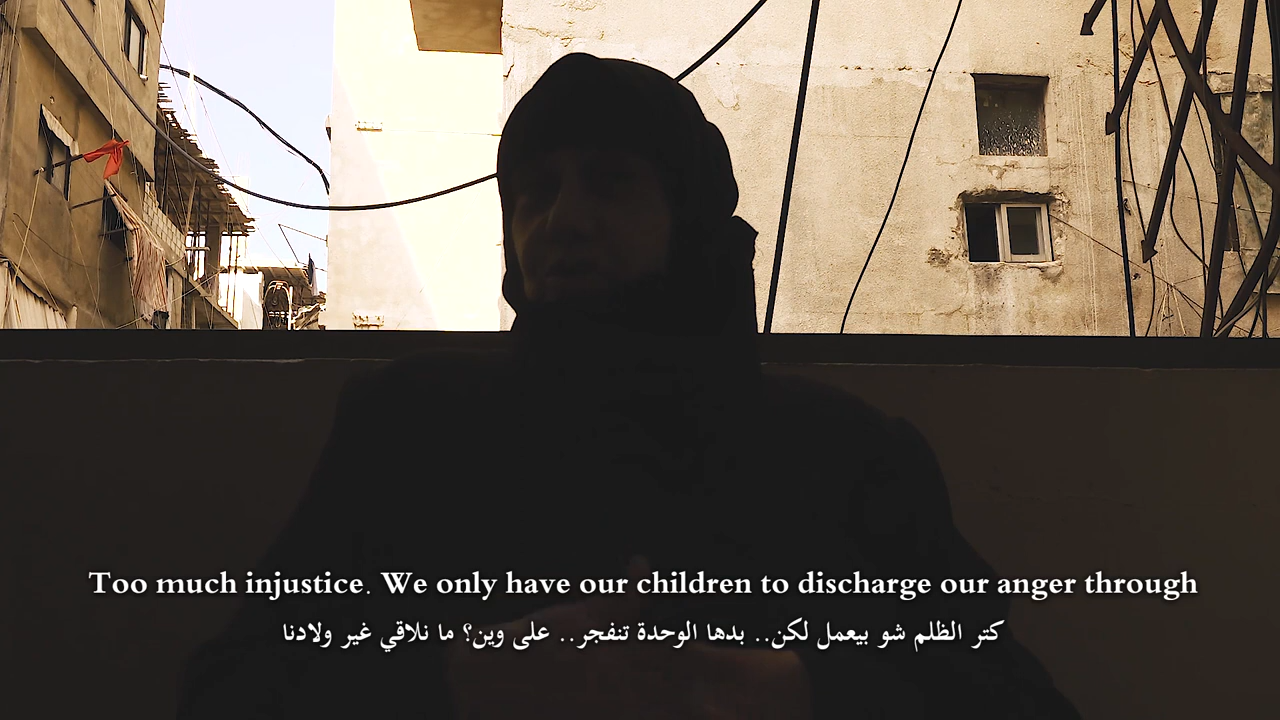 Too much injustice. We only have our children to discharge our anger through
كتر الظلم شو بيعمل لكن.. بدها الوحدة تنفجر.. على وين؟ ما نلاقي غير ولادنا